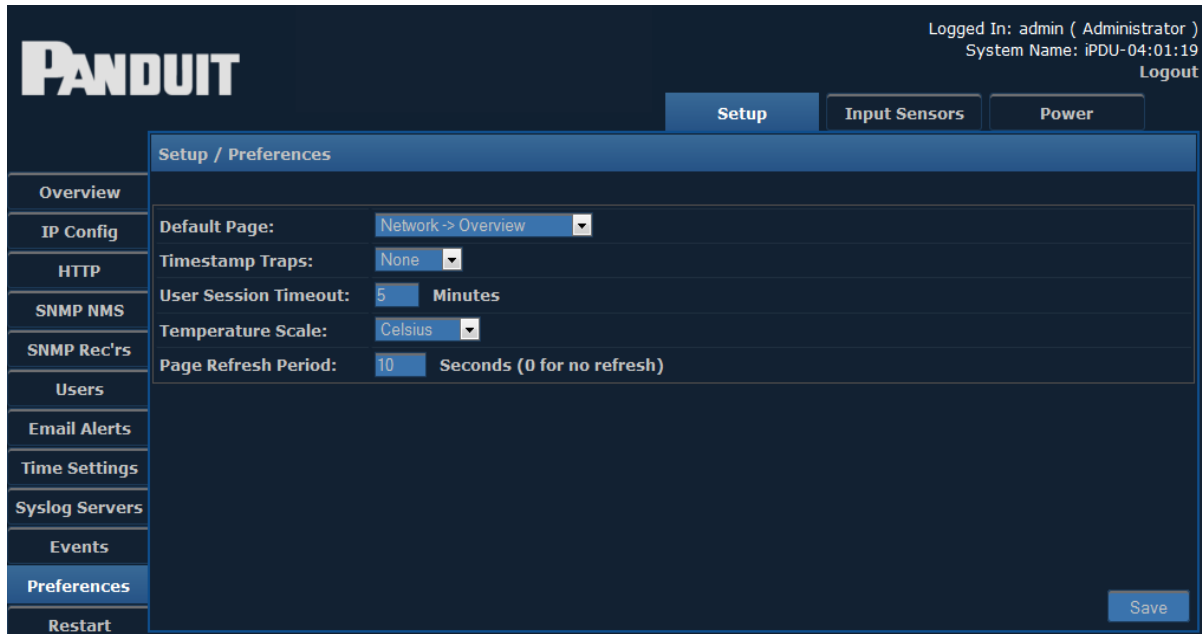 Logged In: admin ( Administrator )
System Name: iPDU-04:01:19
Logout
PANDUIT
Setup
Input Sensors
Power
Setup / Preferences
Overview
IP Config
HTTP
SNMP NMS
SNMP Rec'rs
Users
Email Alerts
Time Settings
Syslog Servers
Events
Preferences
Restart
Default Page: Network -> Overview
Timestamp Traps: None
User Session Timeout: 5 Minutes
Temperature Scale: Celsius
Page Refresh Period: 10 Seconds (0 for no refresh)
Save